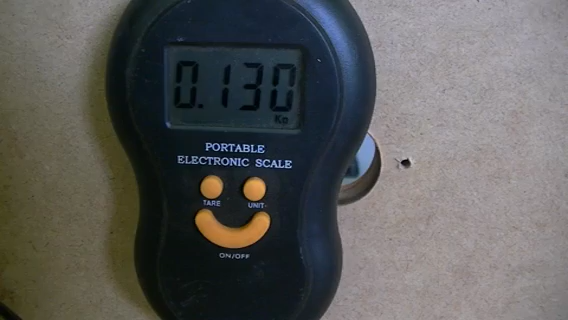 0.130
Kg
PORTABLE
ELECTRONIC SCALE
TARE UNIT
ON/OFF